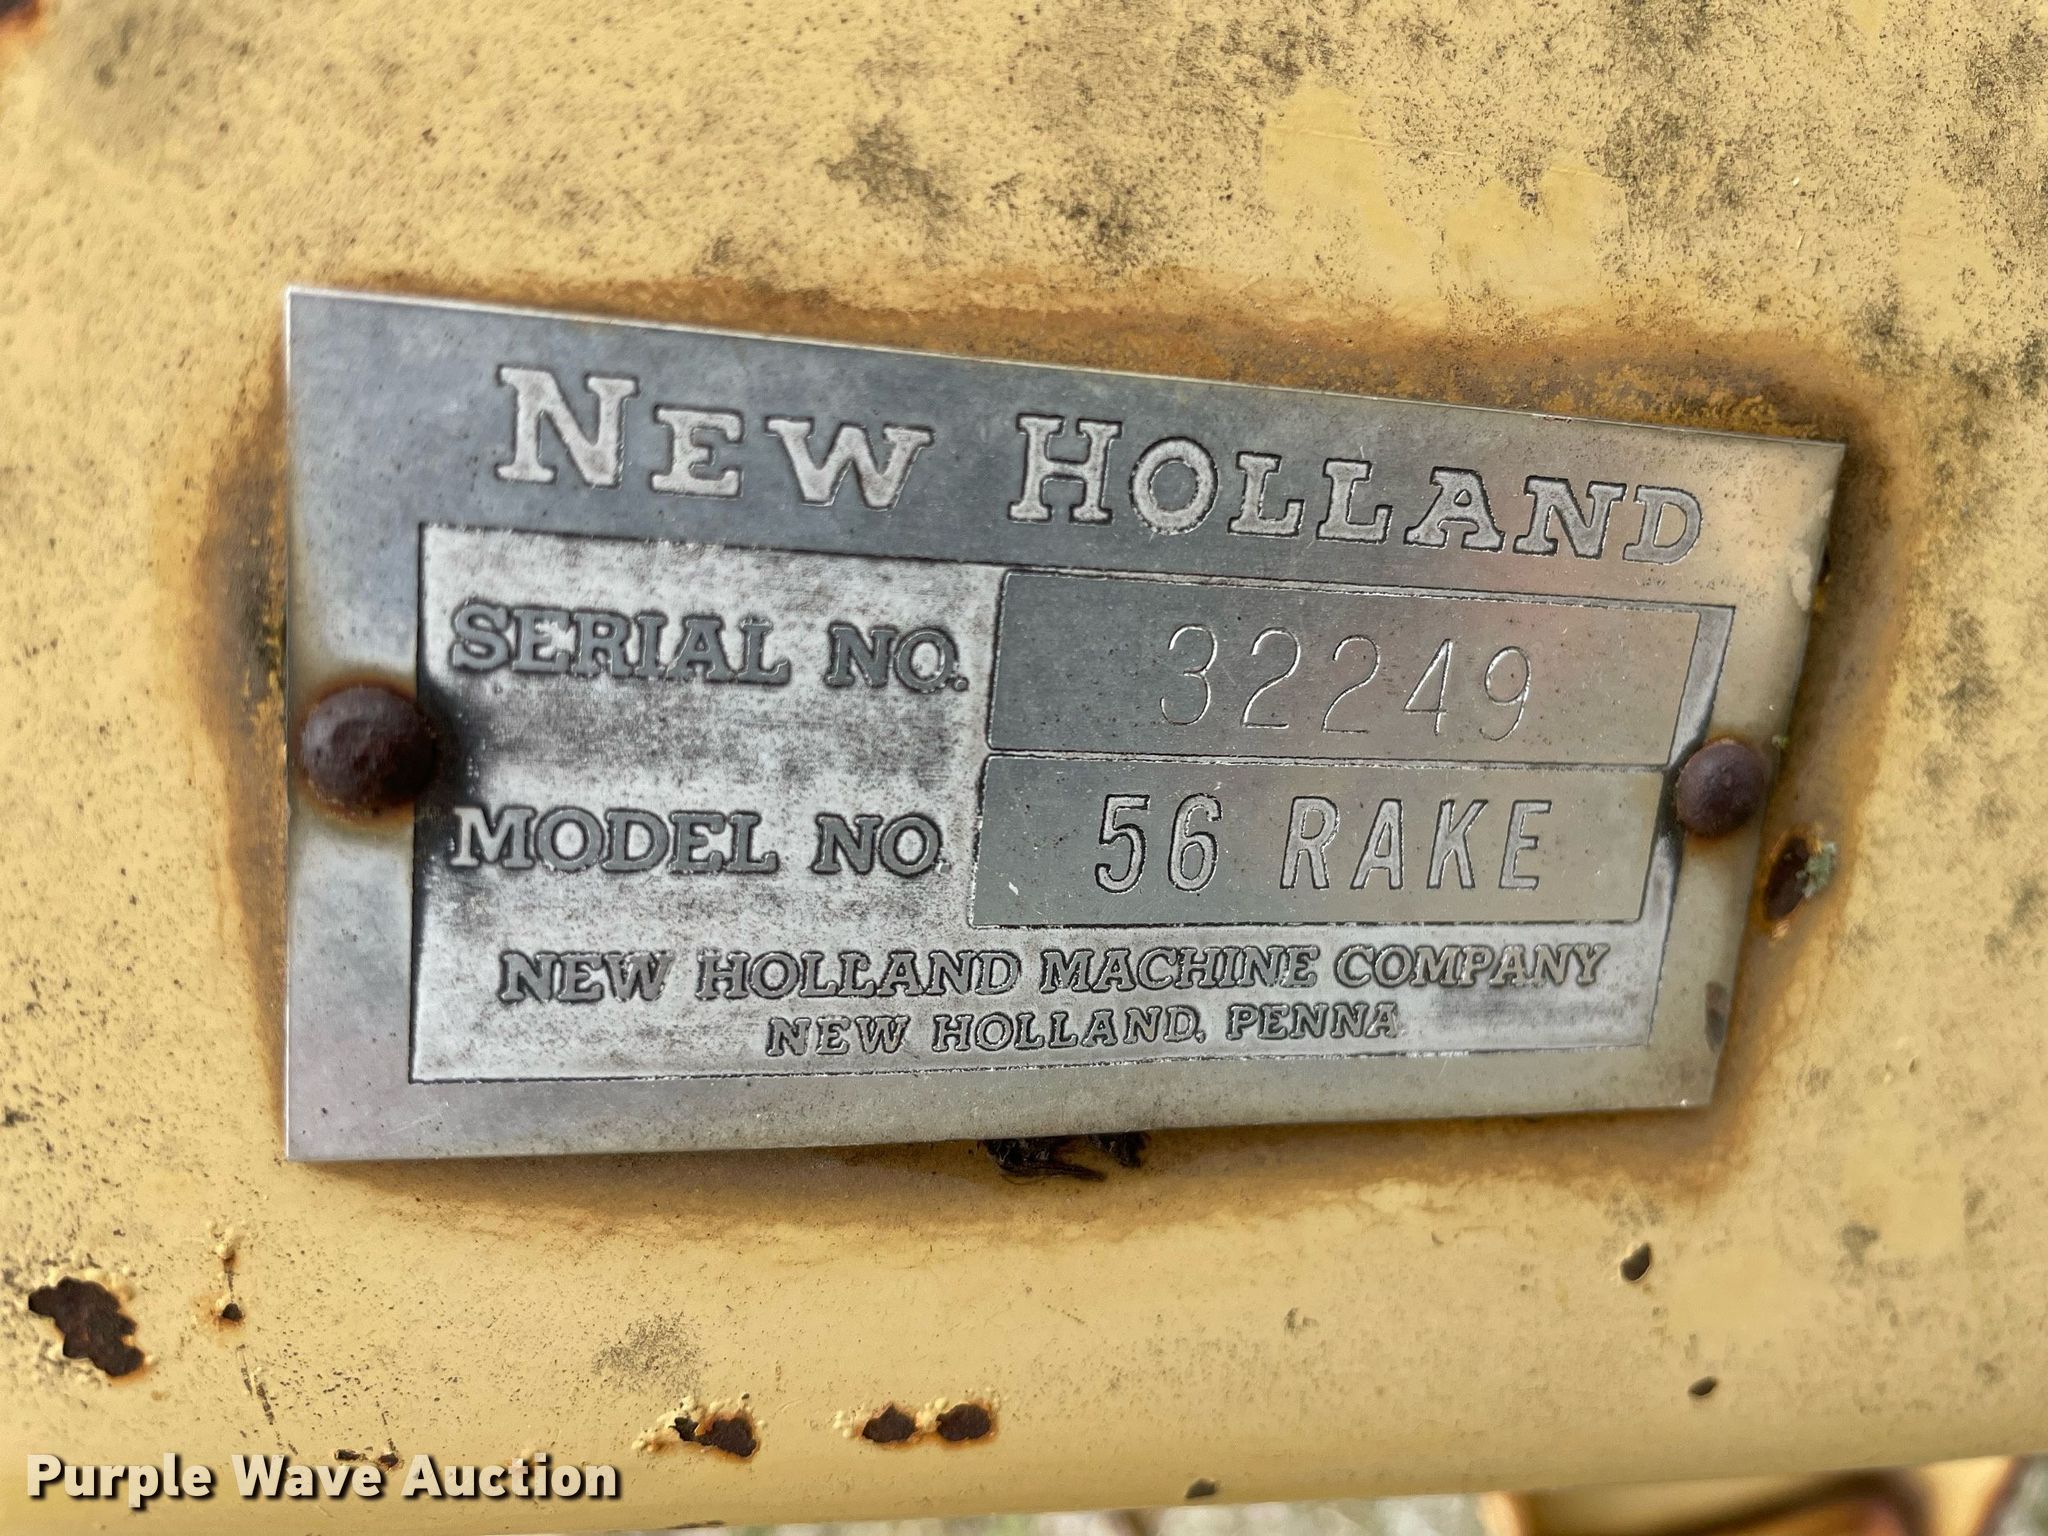 NEW HOLLAND
SERIAL NO. 32249
MODEL NO. 56 RAKE
NEW HOLLAND MACHINE COMPANY
NEW HOLLAND, PENNA
Purple Wave Auction